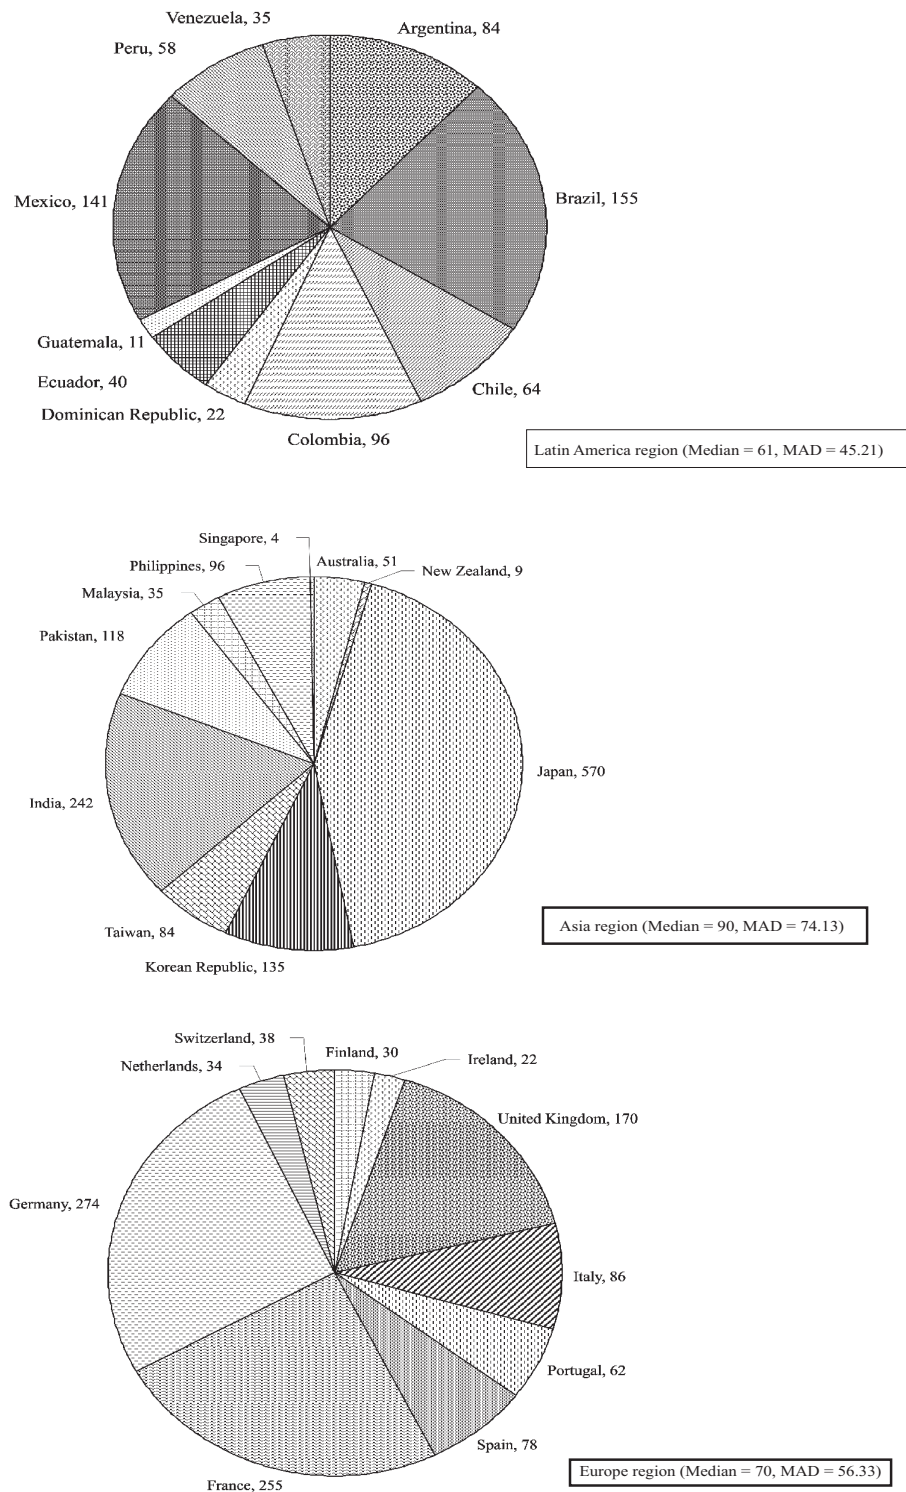 Venezuela, 35
Argentina, 84
Peru, 58
Mexico, 141
Brazil, 155
Guatemala, 11
Ecuador, 40
Chile, 64
Dominican Republic, 22
Colombia, 96
Latin America region (Median = 61, MAD = 45.21)
Singapore, 4
Australia, 51
Philippines, 96
New Zealand, 9
Malaysia, 35
Pakistan, 118
Japan, 570
India, 242
Taiwan, 84
Asia region (Median = 90, MAD = 74.13)
Korean Republic, 135
Switzerland, 38
Finland, 30
Netherlands, 34
Ireland, 22
United Kingdom, 170
Germany, 274
Italy, 86
Portugal, 62
Spain, 78
France, 255
Europe region (Median = 70, MAD = 56.33)